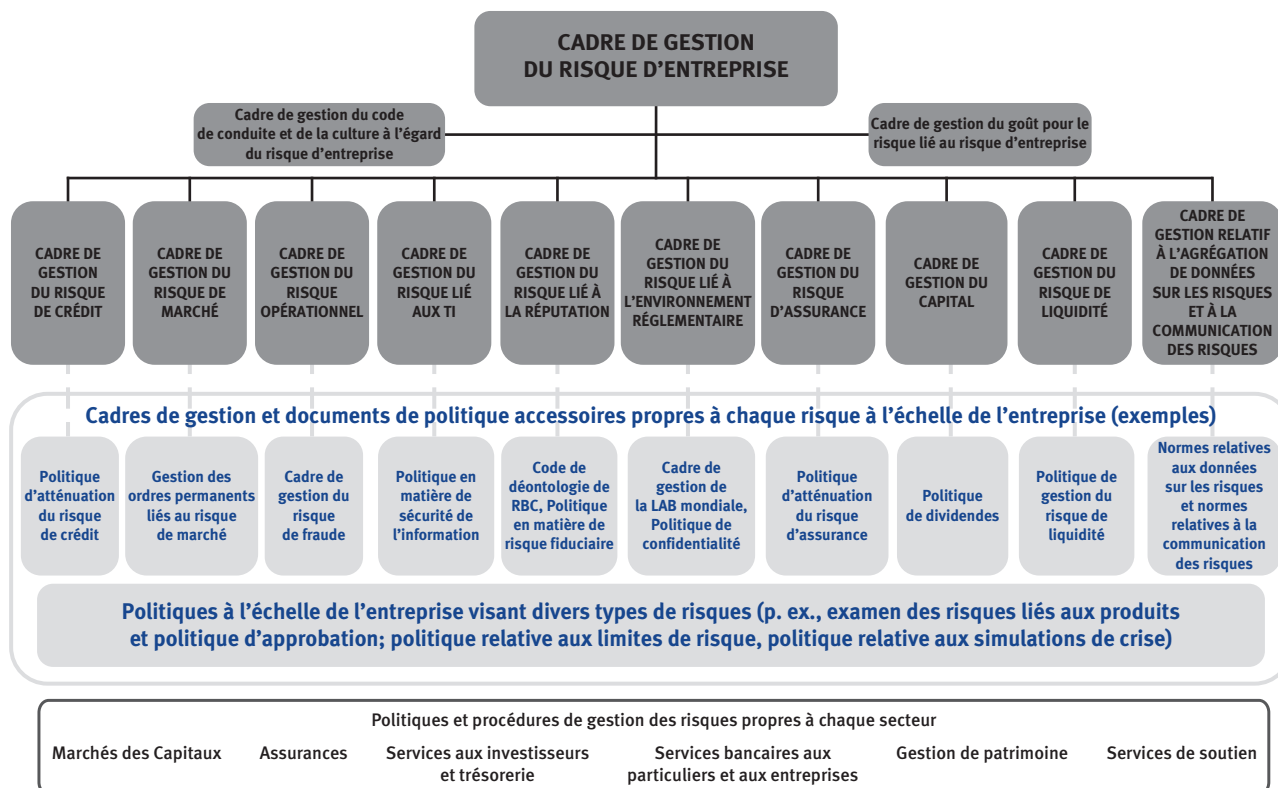 CADRE DE GESTION
DU RISQUE D'ENTREPRISE
Cadre de gestion du code
de conduite et de la culture à l'égard
du risque d'entreprise
Cadre de gestion du goût pour le
risque lié au risque d'entreprise
CADRE DE
GESTION
DU RISQUE
DE CRÉDIT
CADRE DE
GESTION DU
RISQUE DE
MARCHÉ
CADRE DE
GESTION DU
RISQUE
OPÉRATIONNEL
CADRE DE
GESTION DU
RISQUE LIÉ
AUX TI
CADRE DE
GESTION DU
RISQUE LIÉ À
LA RÉPUTATION
CADRE DE
GESTION DU
RISQUE LIÉ À
L'ENVIRONNEMENT
RÉGLEMENTAIRE
CADRE DE
GESTION DU
RISQUE
D'ASSURANCE
CADRE DE
GESTION DU
CAPITAL
CADRE DE
GESTION DU
RISQUE DE
LIQUIDITÉ
CADRE DE
GESTION RELATIF
À L'AGRÉGATION
DE DONNÉES
SUR LES RISQUES
ET À LA
COMMUNICATION
DES RISQUES
Cadres de gestion et documents de politique accessoires propres à chaque risque à l'échelle de l'entreprise (exemples)
Politique
d'atténuation
du risque
de crédit
Gestion des
ordres permanents
liés au risque
de marché
Cadre de
gestion du
risque
de fraude
Politique en
matière de
sécurité de
l'information
Code de
déontologie de
RBC, Politique
en matière de
risque fiduciaire
Cadre de
gestion de
la LAB mondiale,
Politique de
confidentialité
Politique
d'atténuation
du risque
d'assurance
Politique
de dividendes
Politique de
gestion du
risque de
liquidité
Normes relatives
aux données
sur les risques
et normes
relatives à la
communication
des risques
Politiques à l'échelle de l'entreprise visant divers types de risques (p. ex., examen des risques liés aux produits
et politique d'approbation; politique relative aux limites de risque, politique relative aux simulations de crise)
Politiques et procédures de gestion des risques propres à chaque secteur
Marchés des Capitaux
Assurances
Services aux investisseurs
et trésorerie
Services bancaires aux
particuliers et aux entreprises
Gestion de patrimoine
Services de soutien